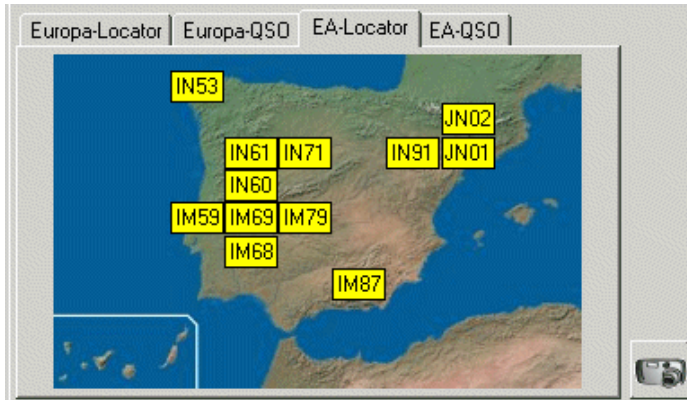 Europa-Locator Europa-QSO EA-Locator EA-QSO
IN53
JN02
IN61 IN71 IN91 JN01
IN60
IM59 IM69 IM79
IM68
IM87